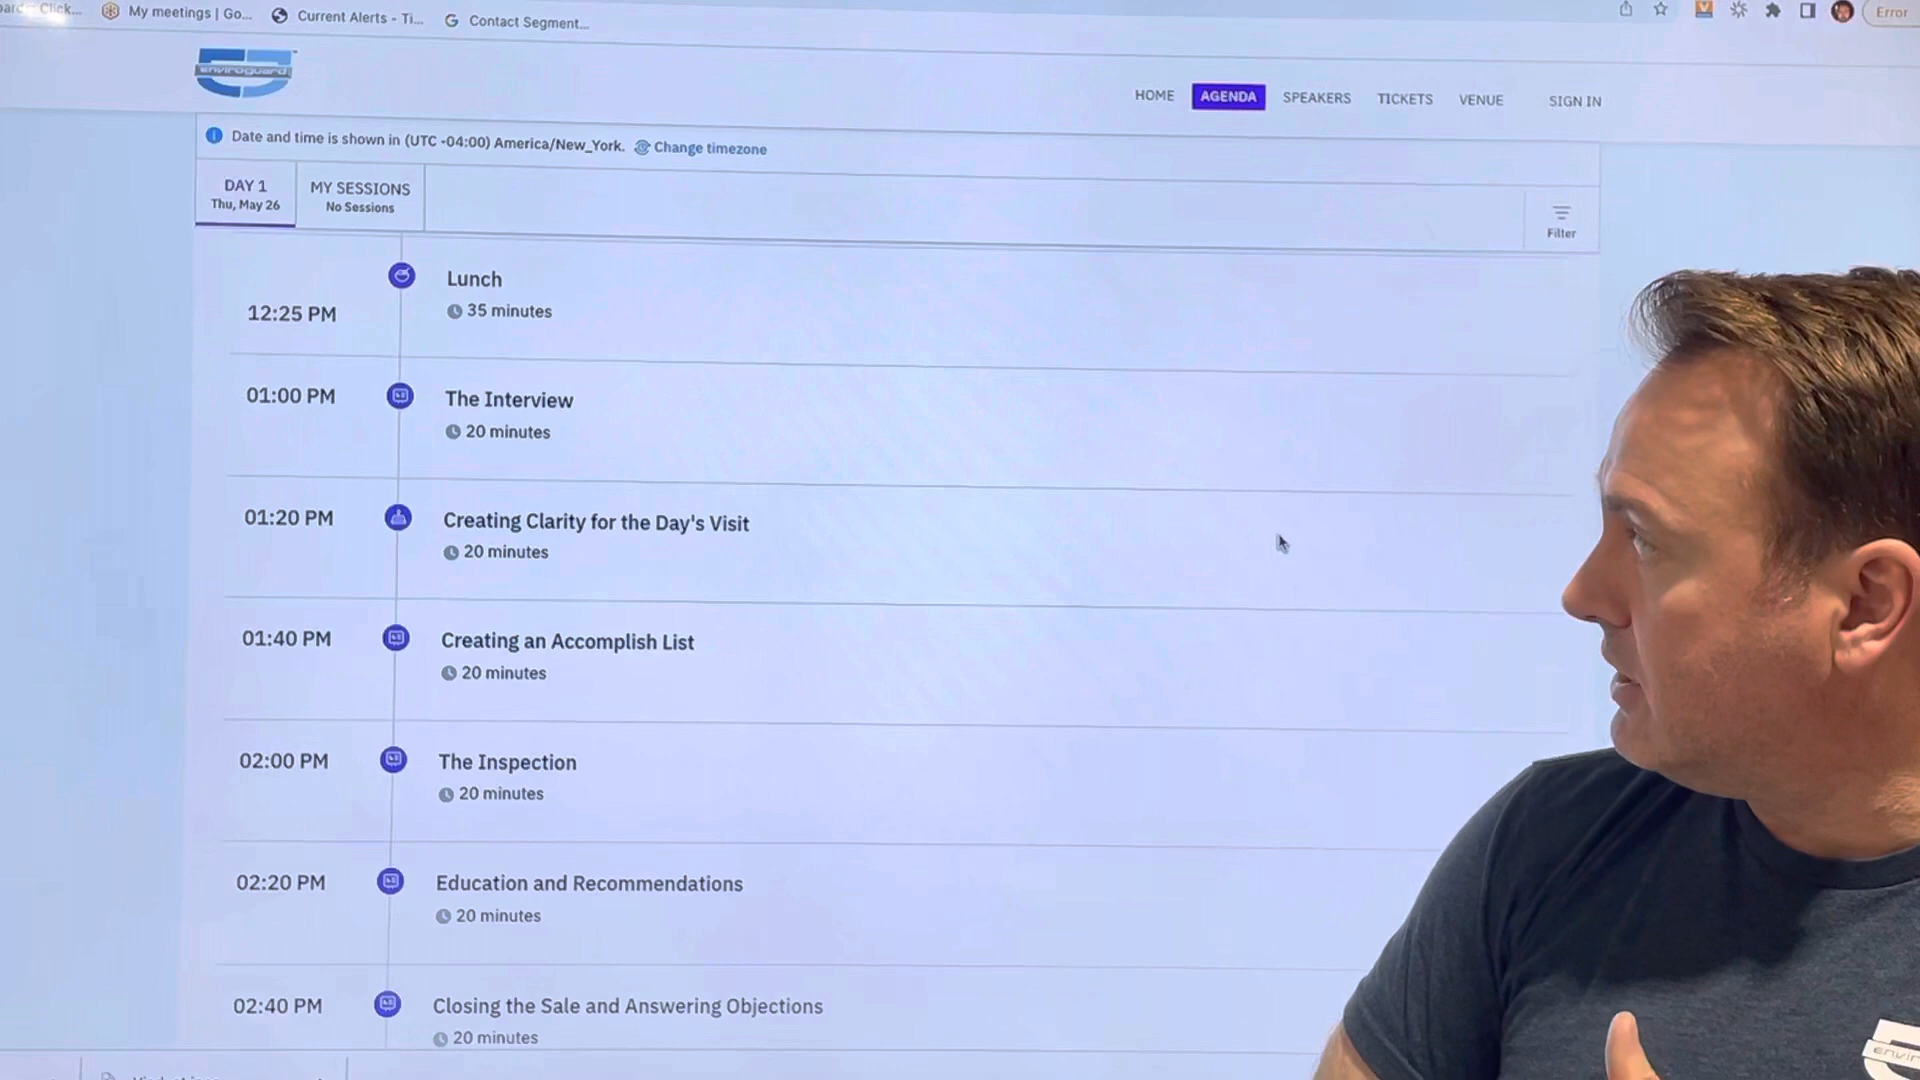 Click...
My meetings | Go...
Current Alerts - Ti...
Contact Segment...
Error
enviroguard
HOME
AGENDA
SPEAKERS
TICKETS
VENUE
SIGN IN
Date and time is shown in (UTC -04:00) America/New_York.
Change timezone
DAY 1
Thu, May 26
MY SESSIONS
No Sessions
Filter
12:25 PM
Lunch
35 minutes
01:00 PM
The Interview
20 minutes
01:20 PM
Creating Clarity for the Day's Visit
20 minutes
01:40 PM
Creating an Accomplish List
20 minutes
02:00 PM
The Inspection
20 minutes
02:20 PM
Education and Recommendations
20 minutes
02:40 PM
Closing the Sale and Answering Objections
20 minutes
envir